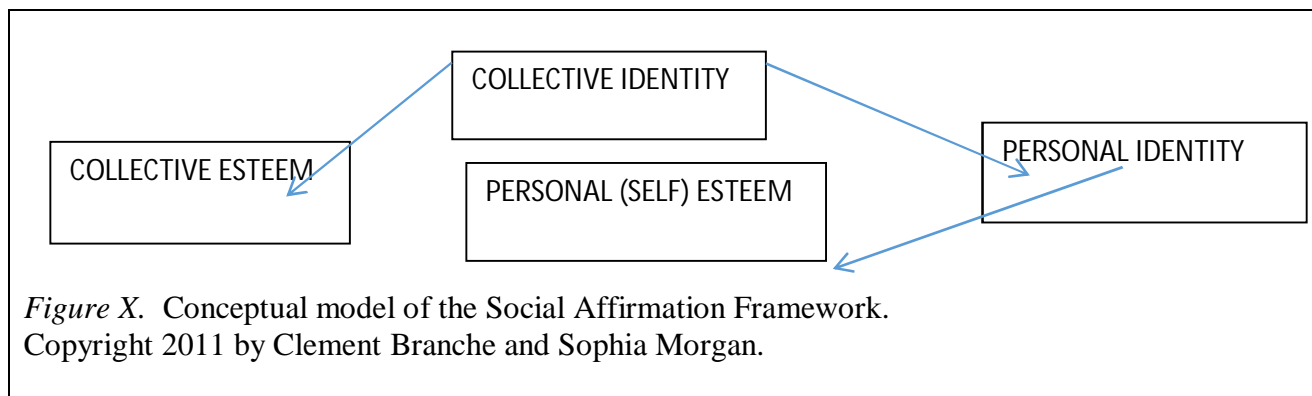 COLLECTIVE IDENTITY
COLLECTIVE ESTEEM
PERSONAL (SELF) ESTEEM
PERSONAL IDENTITY
Figure X.  Conceptual model of the Social Affirmation Framework.
Copyright 2011 by Clement Branche and Sophia Morgan.